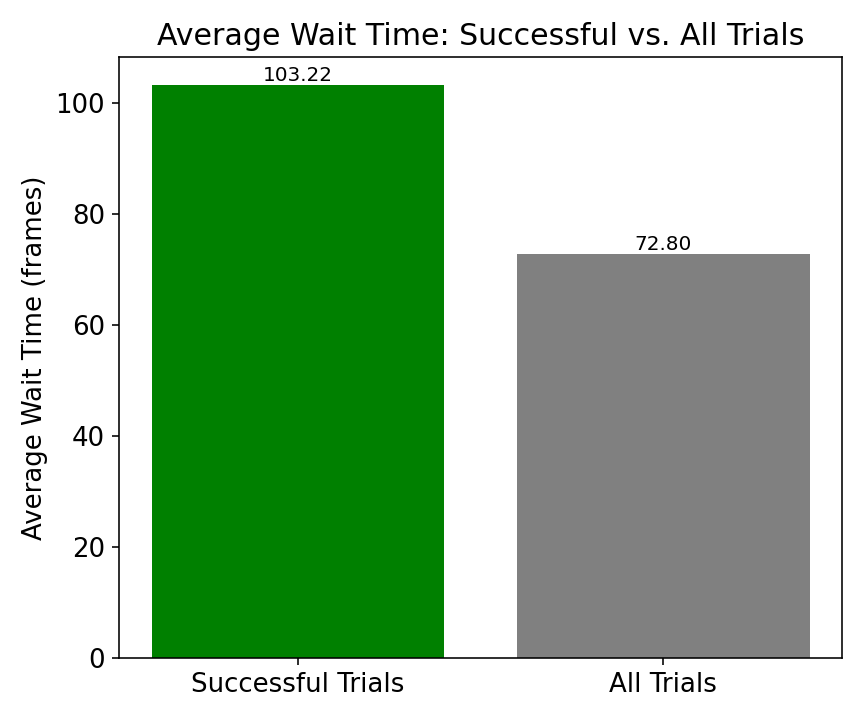 Average Wait Time: Successful vs. All Trials
103.22
72.80
100
80
60
40
20
0
Average Wait Time (frames)
Successful Trials
All Trials